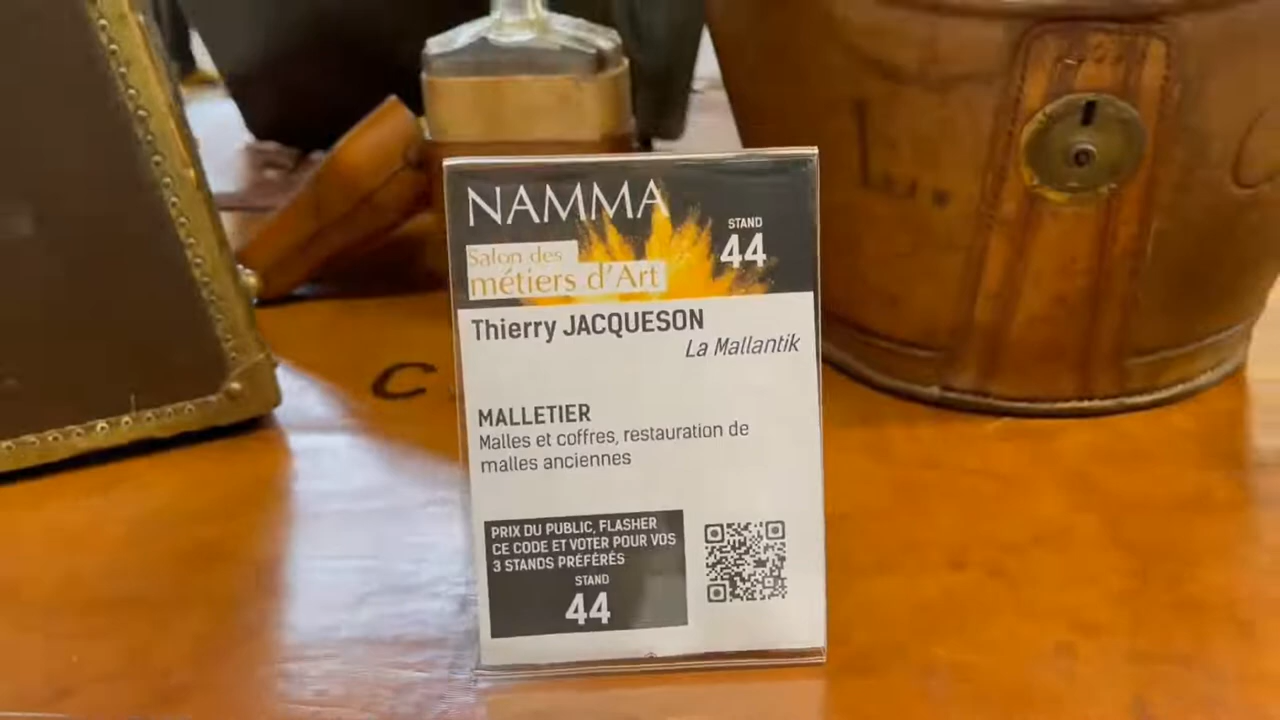 NAMMA
Salon des
métiers d'Art
STAND
44
Thierry JACQUESON
La Mallantik
MALLETIER
Malles et coffres, restauration de
malles anciennes
PRIX DU PUBLIC, FLASHER
CE CODE ET VOTER POUR VOS
3 STANDS PRÉFÉRÉS
STAND
44
L.
C